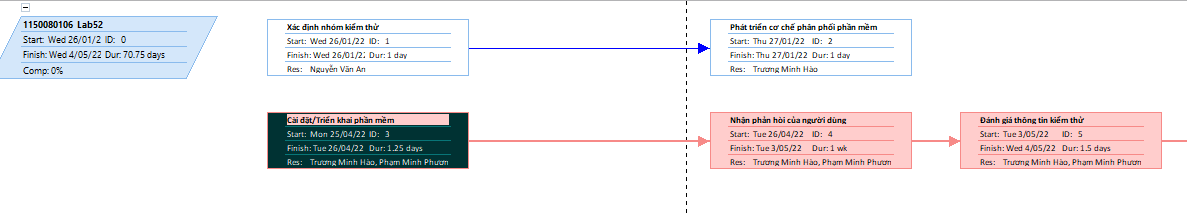 1150080106 Lab52
Start: Wed 26/01/2 ID: 0
Finish: Wed 4/05/22 Dur: 70.75 days
Comp: 0%
Xác định nhóm kiểm thử
Start: Wed 26/01/22 ID: 1
Finish: Wed 26/01/22 Dur: 1 day
Res: Nguyễn Văn An
Phát triển cơ chế phân phối phần mềm
Start: Thu 27/01/22 ID: 2
Finish: Thu 27/01/22 Dur: 1 day
Res: Trương Minh Hào
Cài đặt/Triển khai phần mềm
Start: Mon 25/04/22 ID: 3
Finish: Tue 26/04/22 Dur: 1.25 days
Res: Trương Minh Hào, Phạm Minh Phươn
Nhận phản hồi của người dùng
Start: Tue 26/04/22 ID: 4
Finish: Tue 3/05/22 Dur: 1 wk
Res: Trương Minh Hào, Phạm Minh Phươn
Đánh giá thông tin kiểm thử
Start: Tue 3/05/22 ID: 5
Finish: Wed 4/05/22 Dur: 1.5 days
Res: Trương Minh Hào, Phạm Minh Phươn